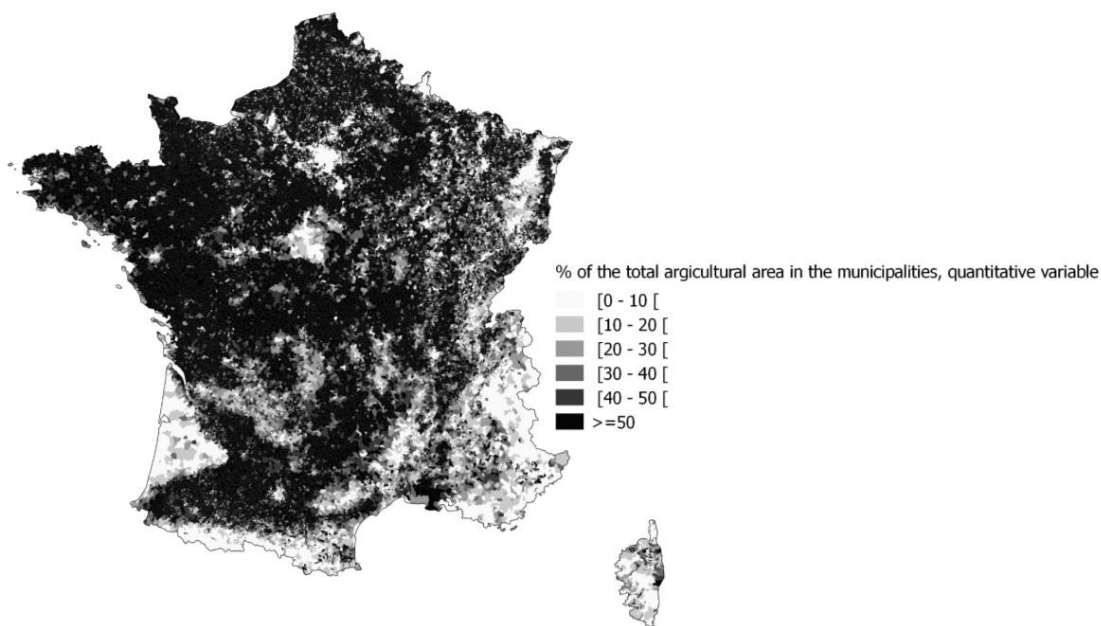 % of the total argicultural area in the municipalities, quantitative variable
[0 - 10 [
[10 - 20 [
[20 - 30 [
[30 - 40 [
[40 - 50 [
>=50